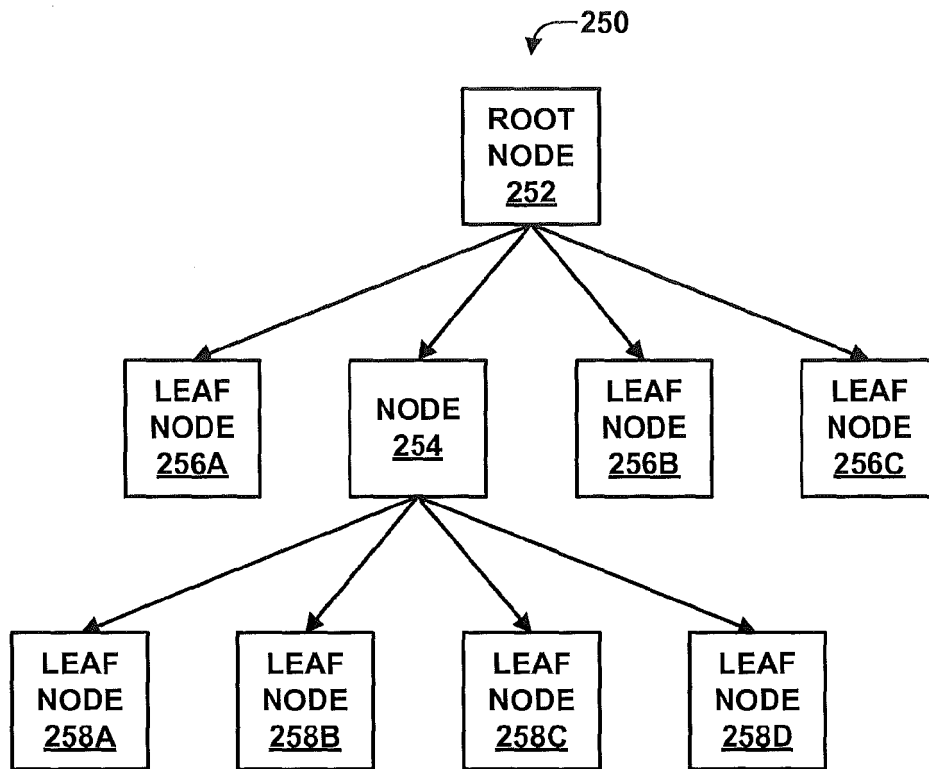 250
ROOT
NODE
252
LEAF
NODE
256A
NODE
254
LEAF
NODE
256B
LEAF
NODE
256C
LEAF
NODE
258A
LEAF
NODE
258B
LEAF
NODE
258C
LEAF
NODE
258D